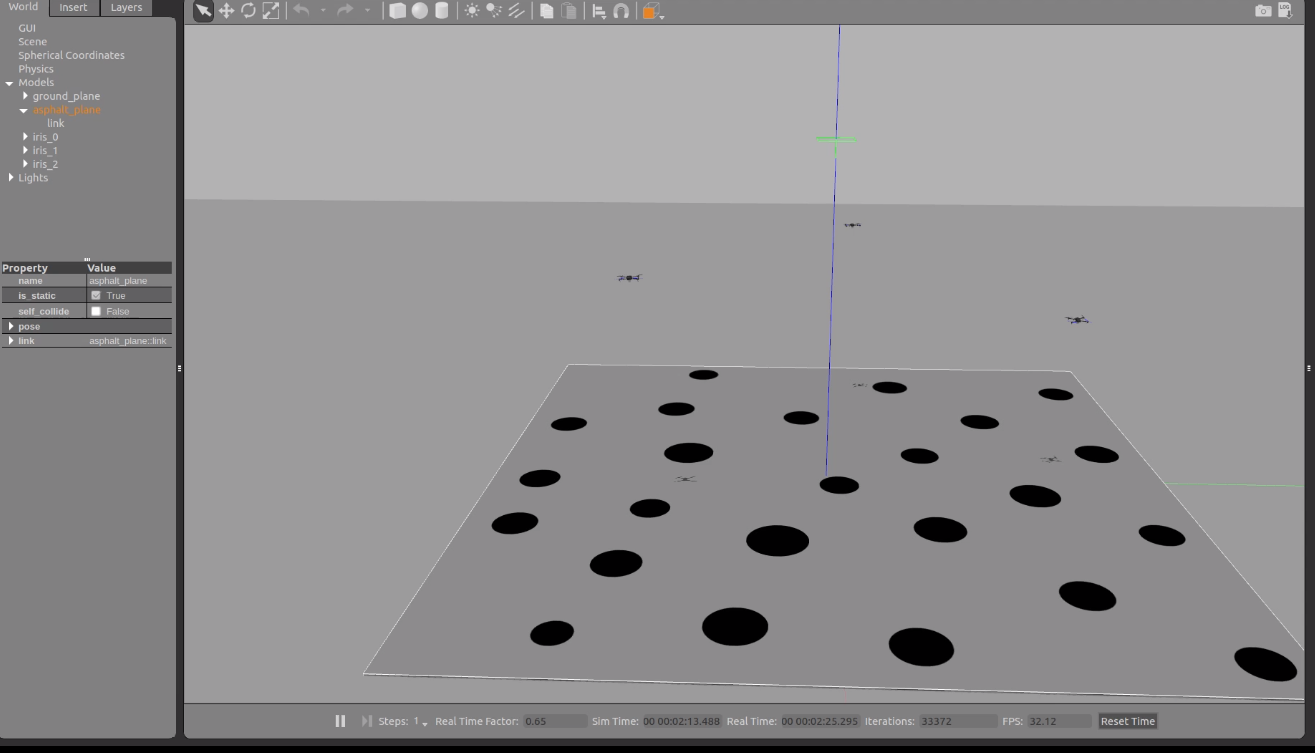 World Insert Layers
LOG
GUI
Scene
Spherical Coordinates
Physics
Models
ground_plane
asphalt_plane
link
iris_0
iris_1
iris_2
Lights
Property Value
name asphalt_plane
is_static True
self_collide False
pose
link asphalt_plane::link
Steps: 1 Real Time Factor: 0.65 Sim Time: 00 00:02:13.488 Real Time: 00 00:02:25.295 Iterations: 33372 FPS: 32.12 Reset Time